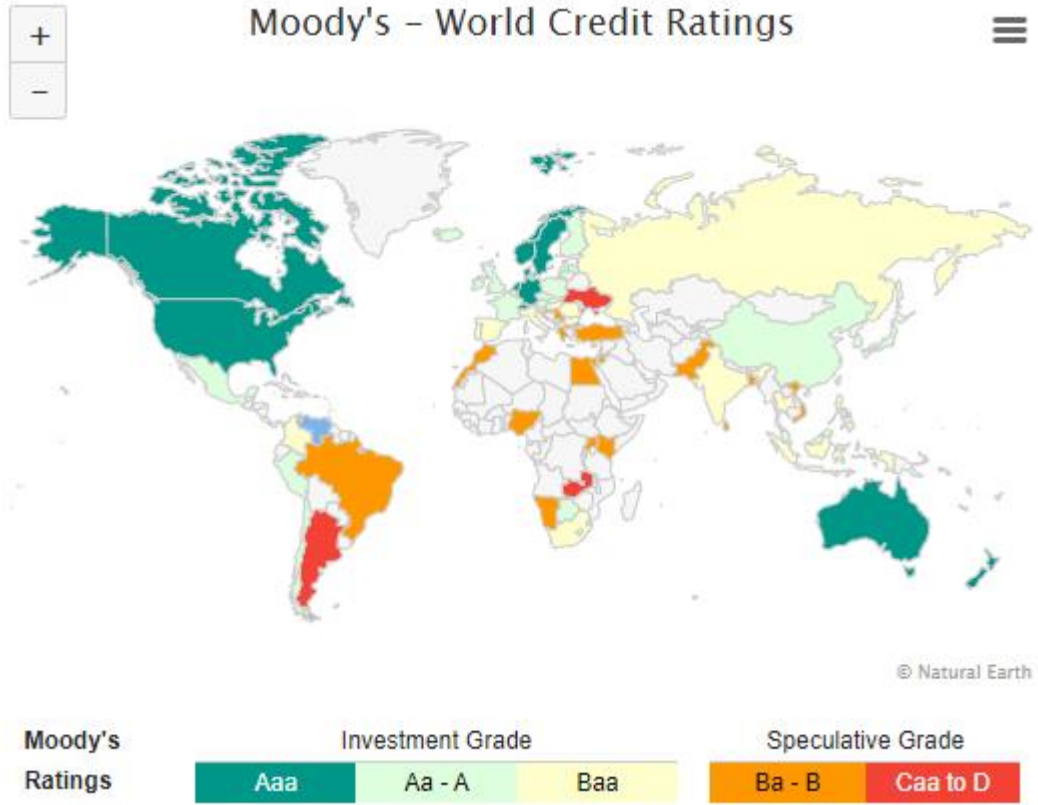 +
Moody's – World Credit Ratings
−
© Natural Earth
Moody's Investment Grade Speculative Grade
Ratings Aaa Aa - A Baa Ba - B Caa to D